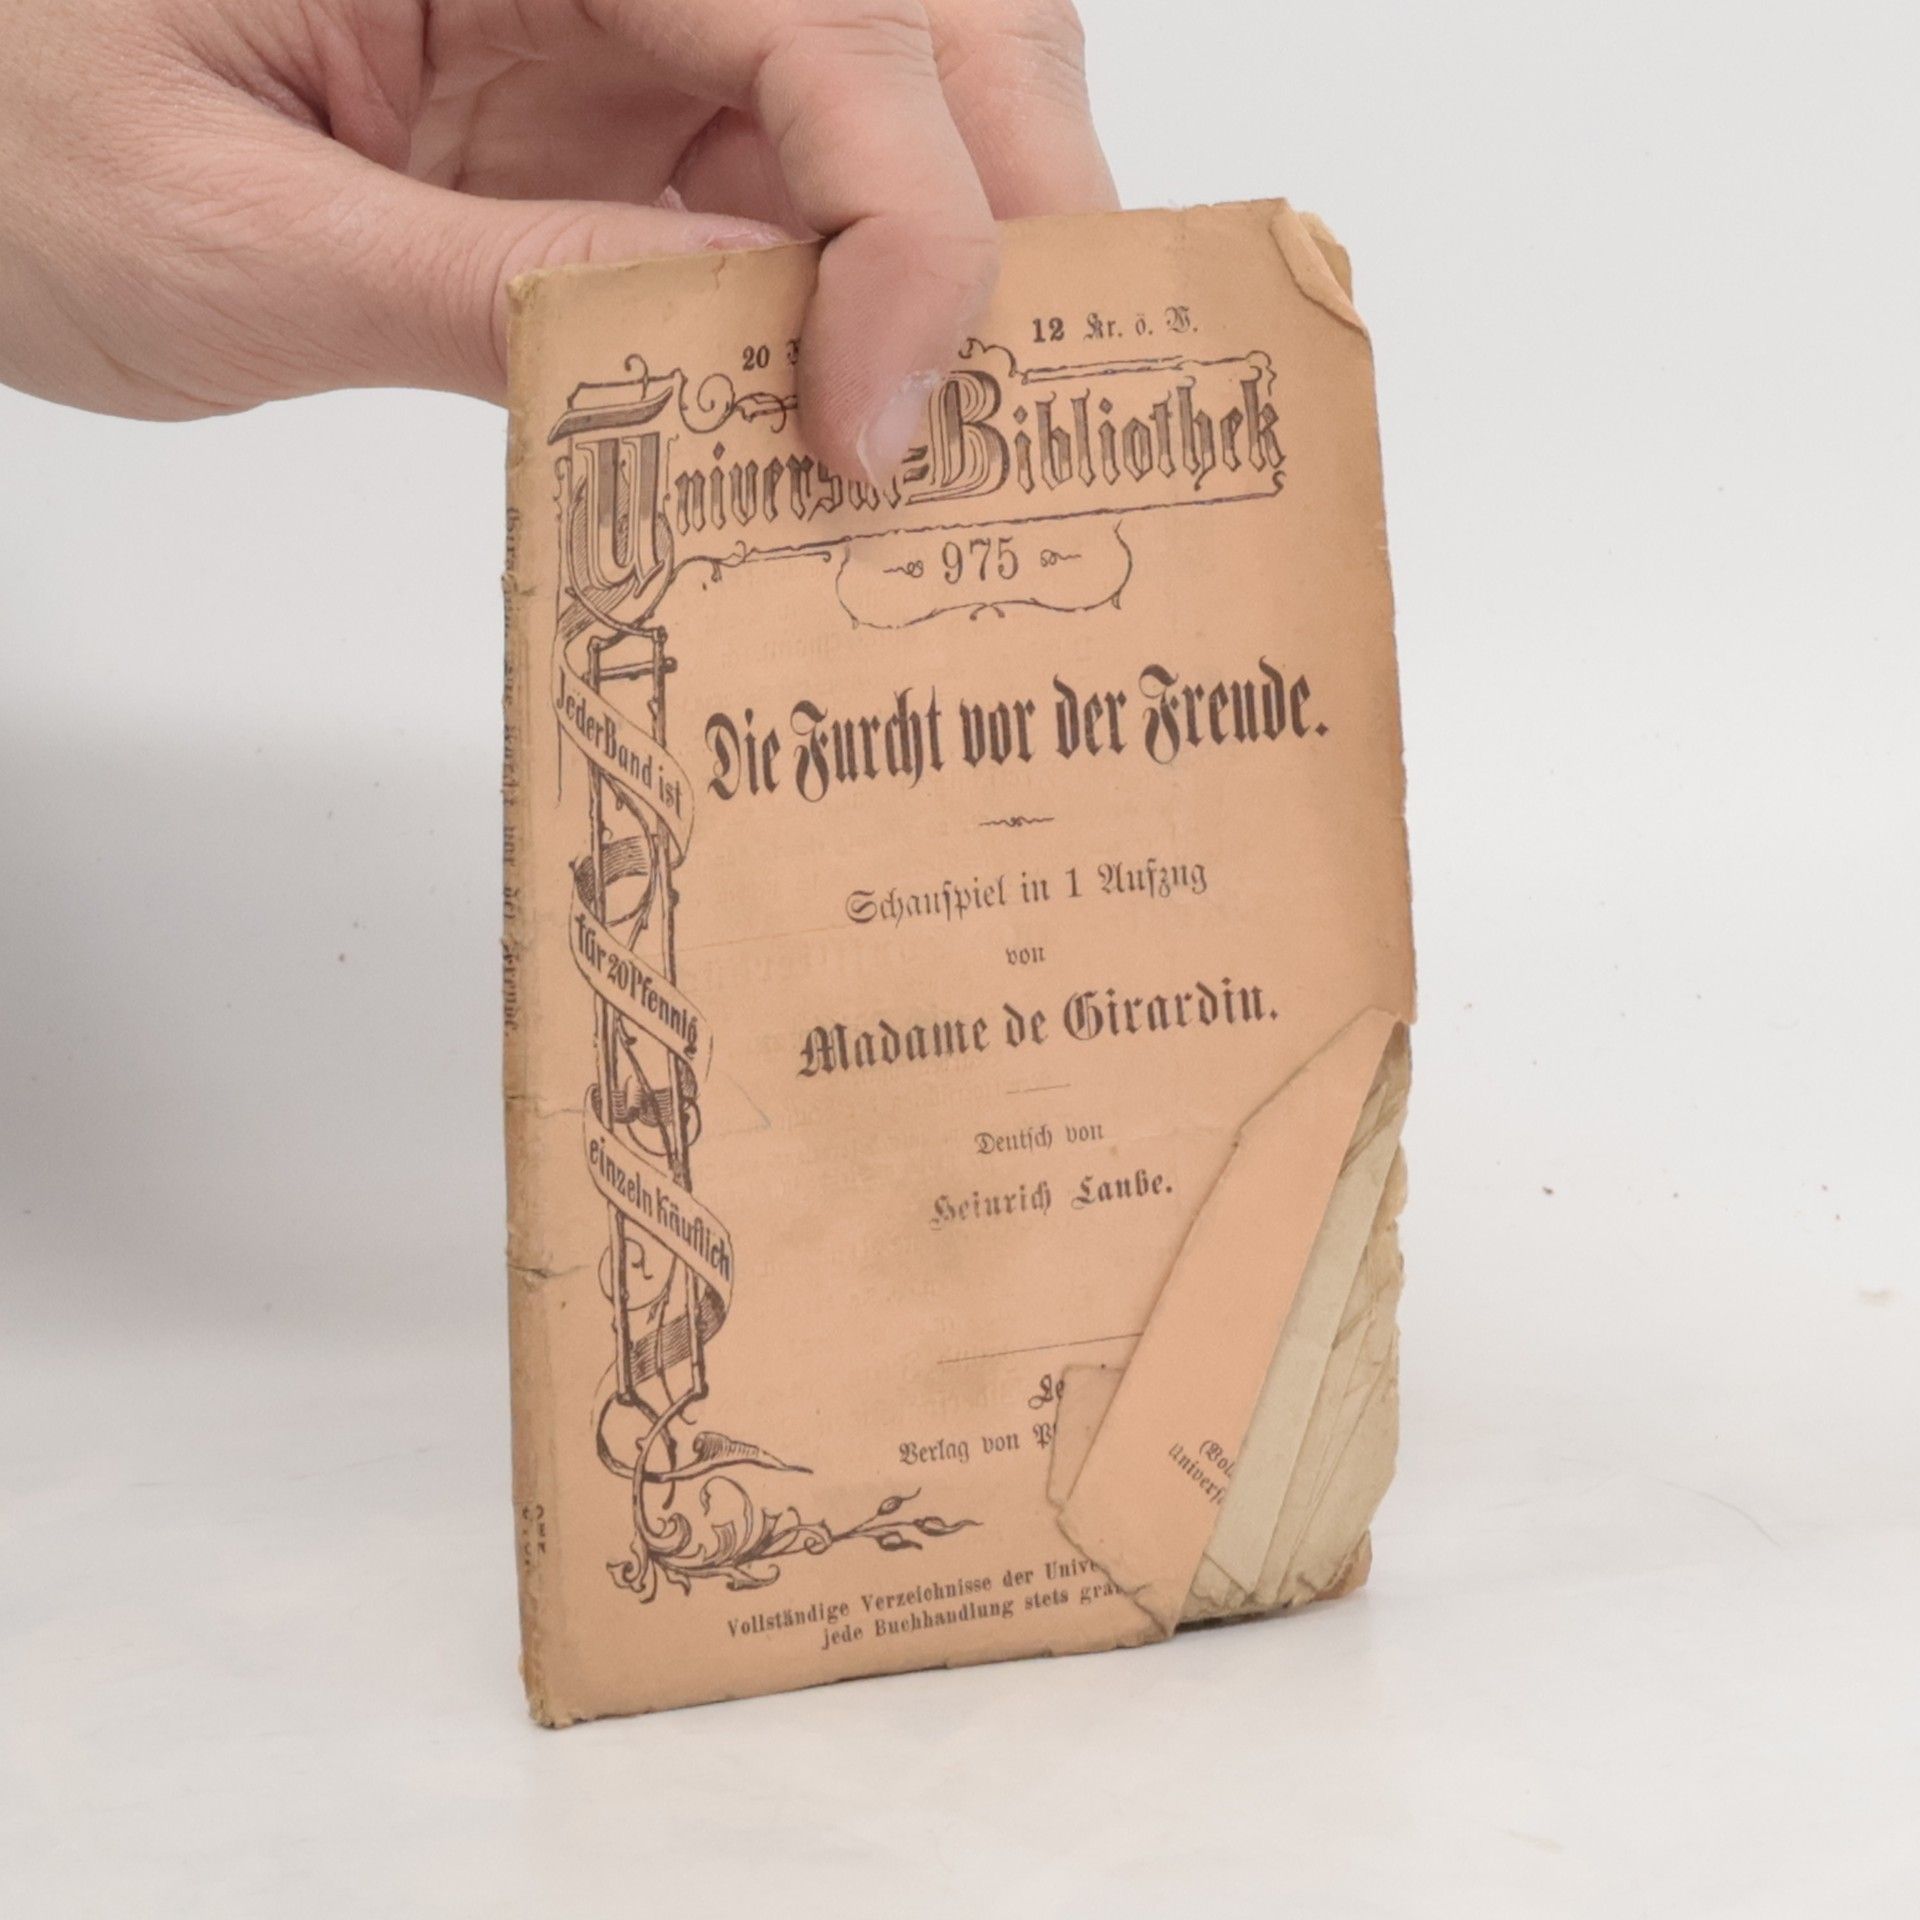 20
12 Kr. ö. W.
Universal-Bibliothek
975
Jeder Band ist
für 20 Pfennig
einzeln käuflich
Die Furcht vor der Freude.
Schauspiel in 1 Aufzug
von
Madame de Girardin.
Deutsch von
Heinrich Laube.
Verlag von
Vollständige Verzeichnisse der
jede Buchhandlung stets